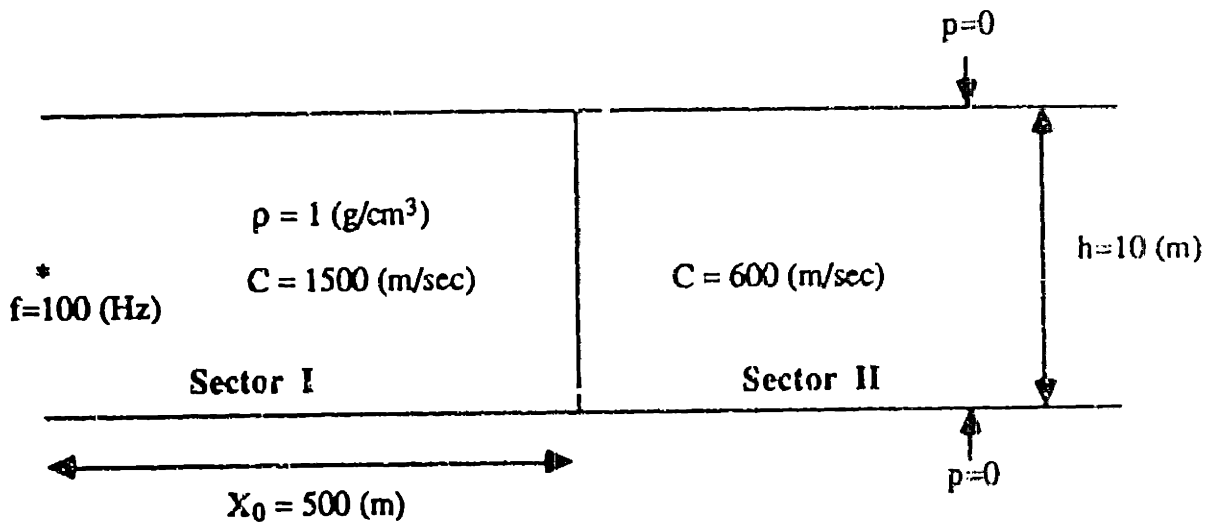 p=0
ρ = 1 (g/cm³)
C = 1500 (m/sec)
C = 600 (m/sec)
h=10 (m)
*
f=100 (Hz)
Sector I
Sector II
p=0
X₀ = 500 (m)